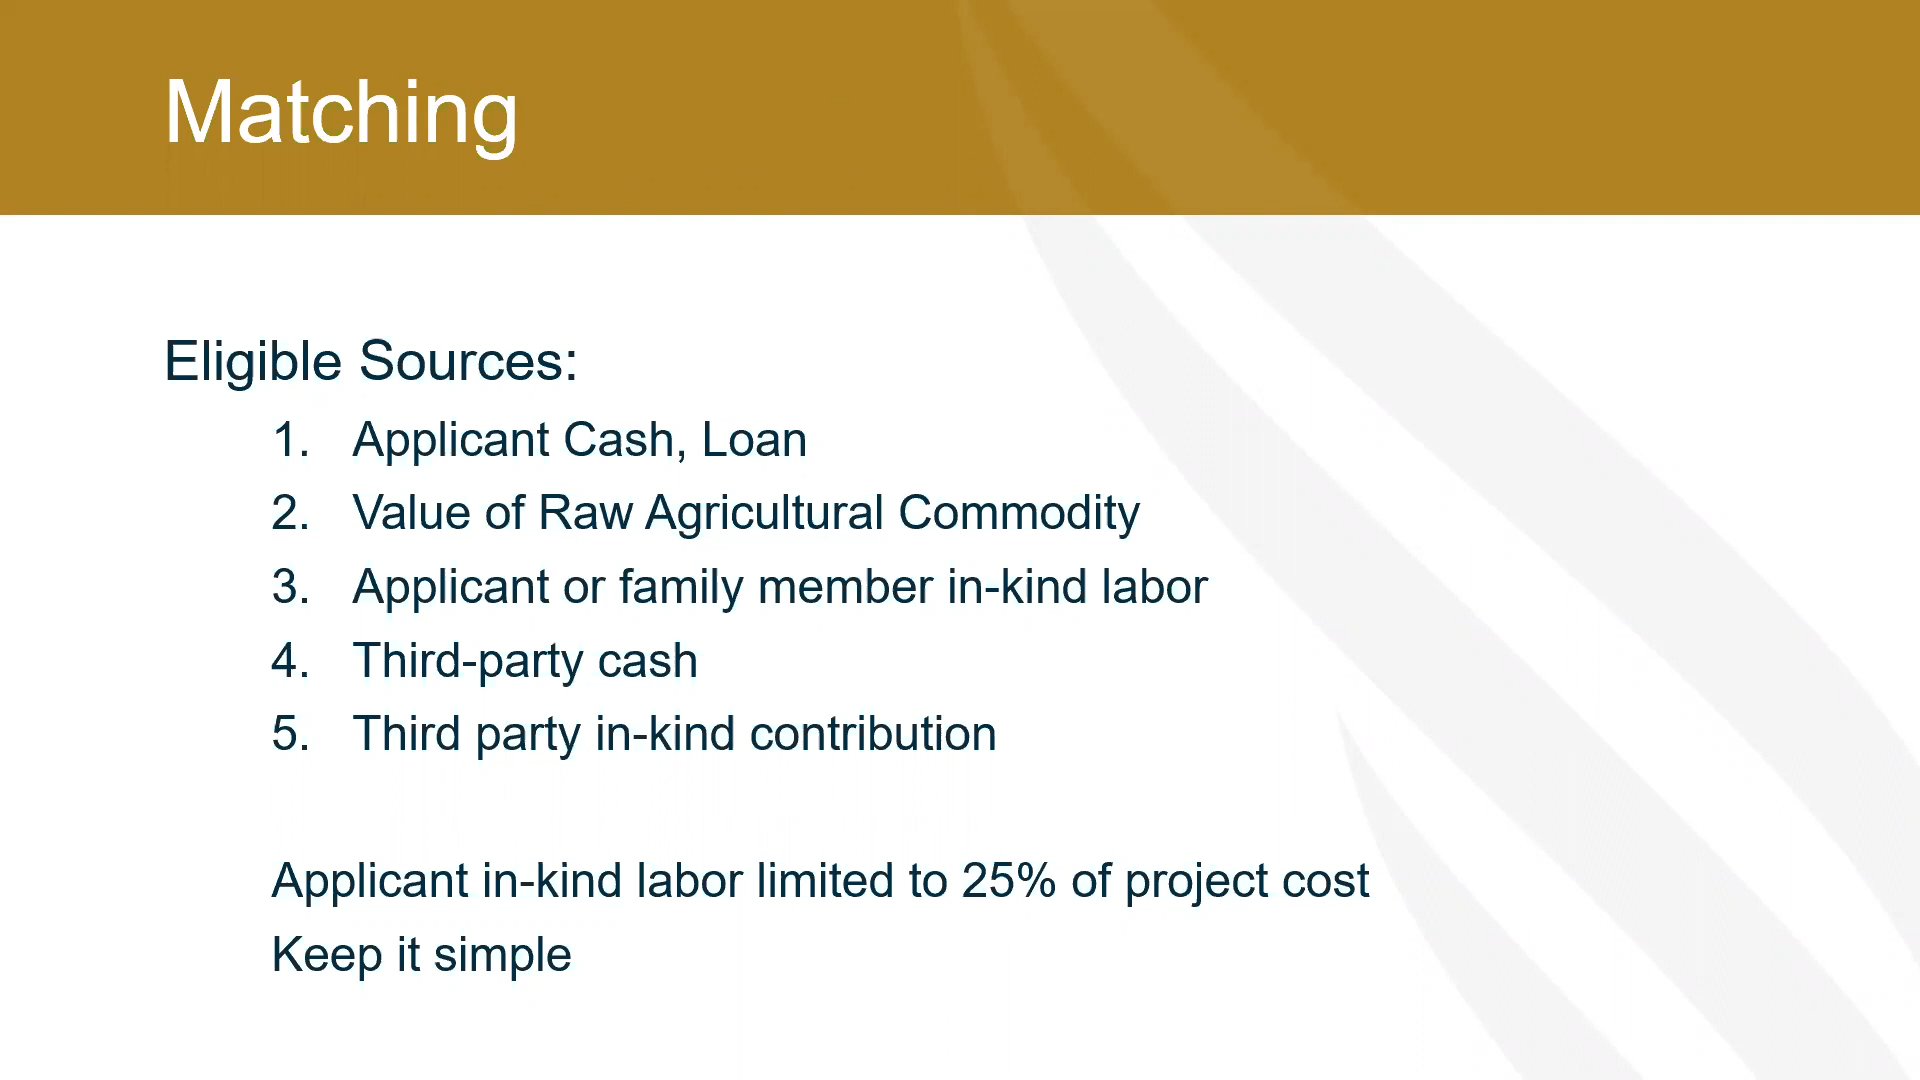 Matching
Eligible Sources:
1. Applicant Cash, Loan
2. Value of Raw Agricultural Commodity
3. Applicant or family member in-kind labor
4. Third-party cash
5. Third party in-kind contribution
Applicant in-kind labor limited to 25% of project cost
Keep it simple